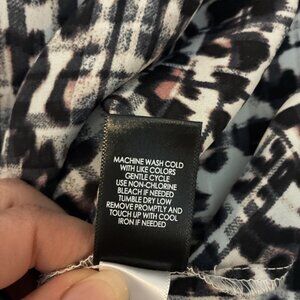 MACHINE WASH COLD
WITH LIKE COLORS
GENTLE CYCLE
USE NON-CHLORINE
BLEACH IF NEEDED
TUMBLE DRY LOW
REMOVE PROMPTLY AND
TOUCH UP WITH COOL
IRON IF NEEDED